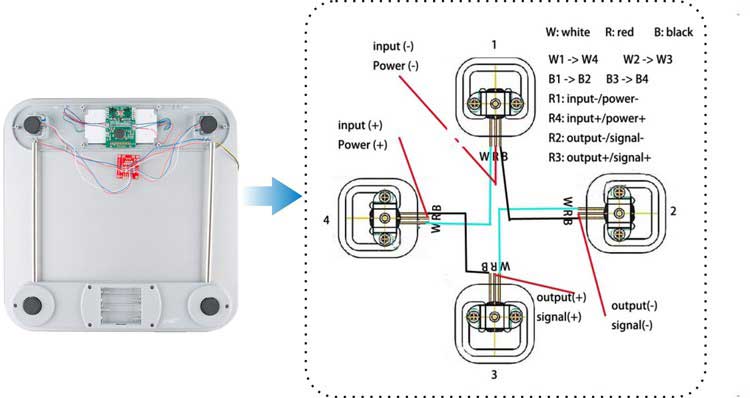 W: white R: red B: black
W1 -> W4 W2 -> W3
B1 -> B2 B3 -> B4
R1: input-/power-
R4: input+/power+
R2: output-/signal-
R3: output+/signal+
input (-)
Power (-)
1
W R B
input (+)
Power (+)
4
W R B
W R B
2
B R W
output(+)
signal(+)
output(-)
signal(-)
3